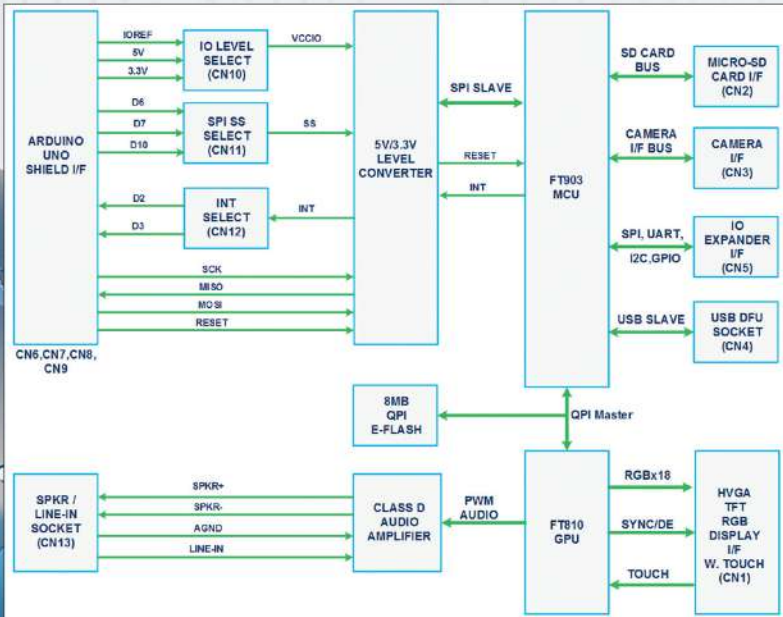 IOREF
5V
3.3V
IO LEVEL
SELECT
(CN10)
VCCIO
D6
D7
D10
SPI SS
SELECT
(CN11)
SS
ARDUINO
UNO
SHIELD I/F
D2
D3
INT
SELECT
(CN12)
INT
SCK
MISO
MOSI
RESET
CN6,CN7,CN8,
CN9
5V/3.3V
LEVEL
CONVERTER
SPI SLAVE
RESET
INT
FT903
MCU
SD CARD
BUS
MICRO-SD
CARD I/F
(CN2)
CAMERA
I/F BUS
CAMERA
I/F
(CN3)
SPI, UART,
I2C,GPIO
IO
EXPANDER
I/F
(CN5)
USB SLAVE
USB DFU
SOCKET
(CN4)
8MB
QPI
E-FLASH
QPI Master
SPKR /
LINE-IN
SOCKET
(CN13)
SPKR+
SPKR-
AGND
LINE-IN
CLASS D
AUDIO
AMPLIFIER
PWM
AUDIO
FT810
GPU
RGBx18
SYNC/DE
TOUCH
HVGA
TFT
RGB
DISPLAY
I/F
W. TOUCH
(CN1)